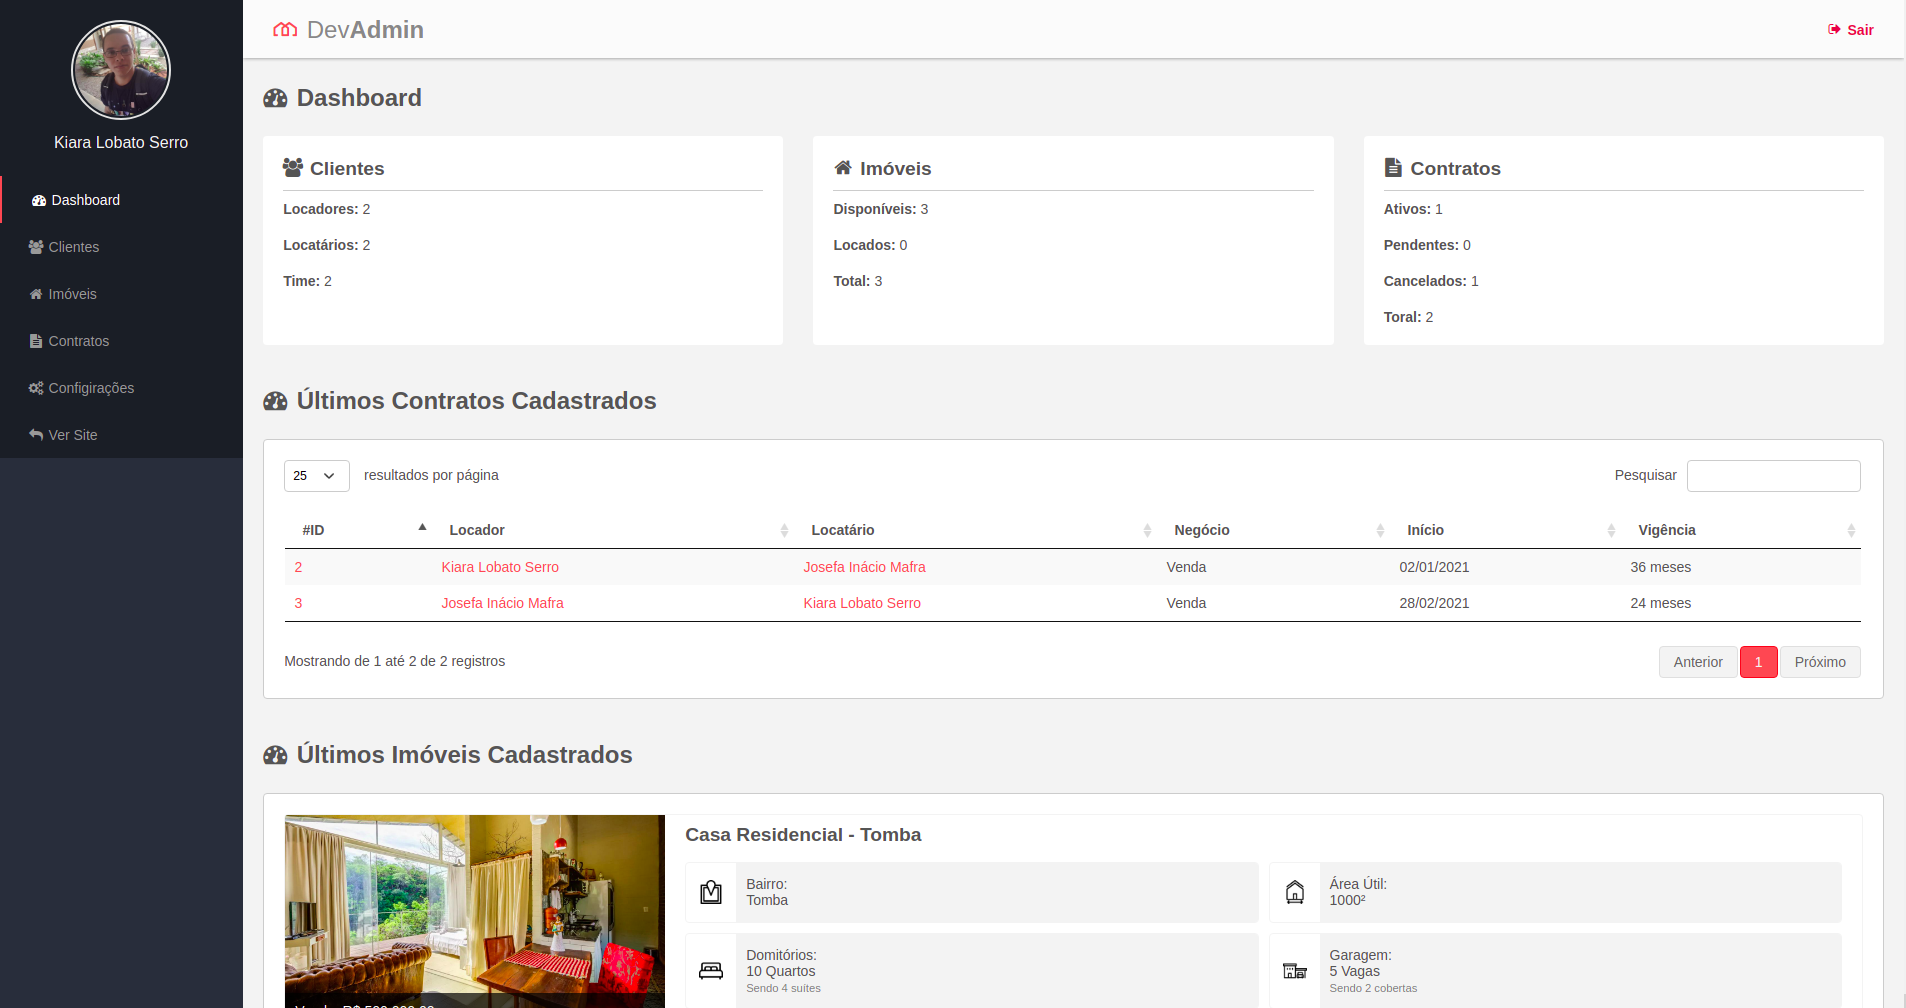 Kiara Lobato Serro
Dashboard
Clientes
Imóveis
Contratos
Configirações
Ver Site
DevAdmin
Sair
Dashboard
Clientes
Locadores: 2
Locatários: 2
Time: 2
Imóveis
Disponíveis: 3
Locados: 0
Total: 3
Contratos
Ativos: 1
Pendentes: 0
Cancelados: 1
Toral: 2
Últimos Contratos Cadastrados
25 resultados por página
Pesquisar
#ID Locador Locatário Negócio Início Vigência
2 Kiara Lobato Serro Josefa Inácio Mafra Venda 02/01/2021 36 meses
3 Josefa Inácio Mafra Kiara Lobato Serro Venda 28/02/2021 24 meses
Mostrando de 1 até 2 de 2 registros
Anterior 1 Próximo
Últimos Imóveis Cadastrados
Casa Residencial - Tomba
Bairro:
Tomba
Área Útil:
1000²
Domitórios:
10 Quartos
Sendo 4 suítes
Garagem:
5 Vagas
Sendo 2 cobertas